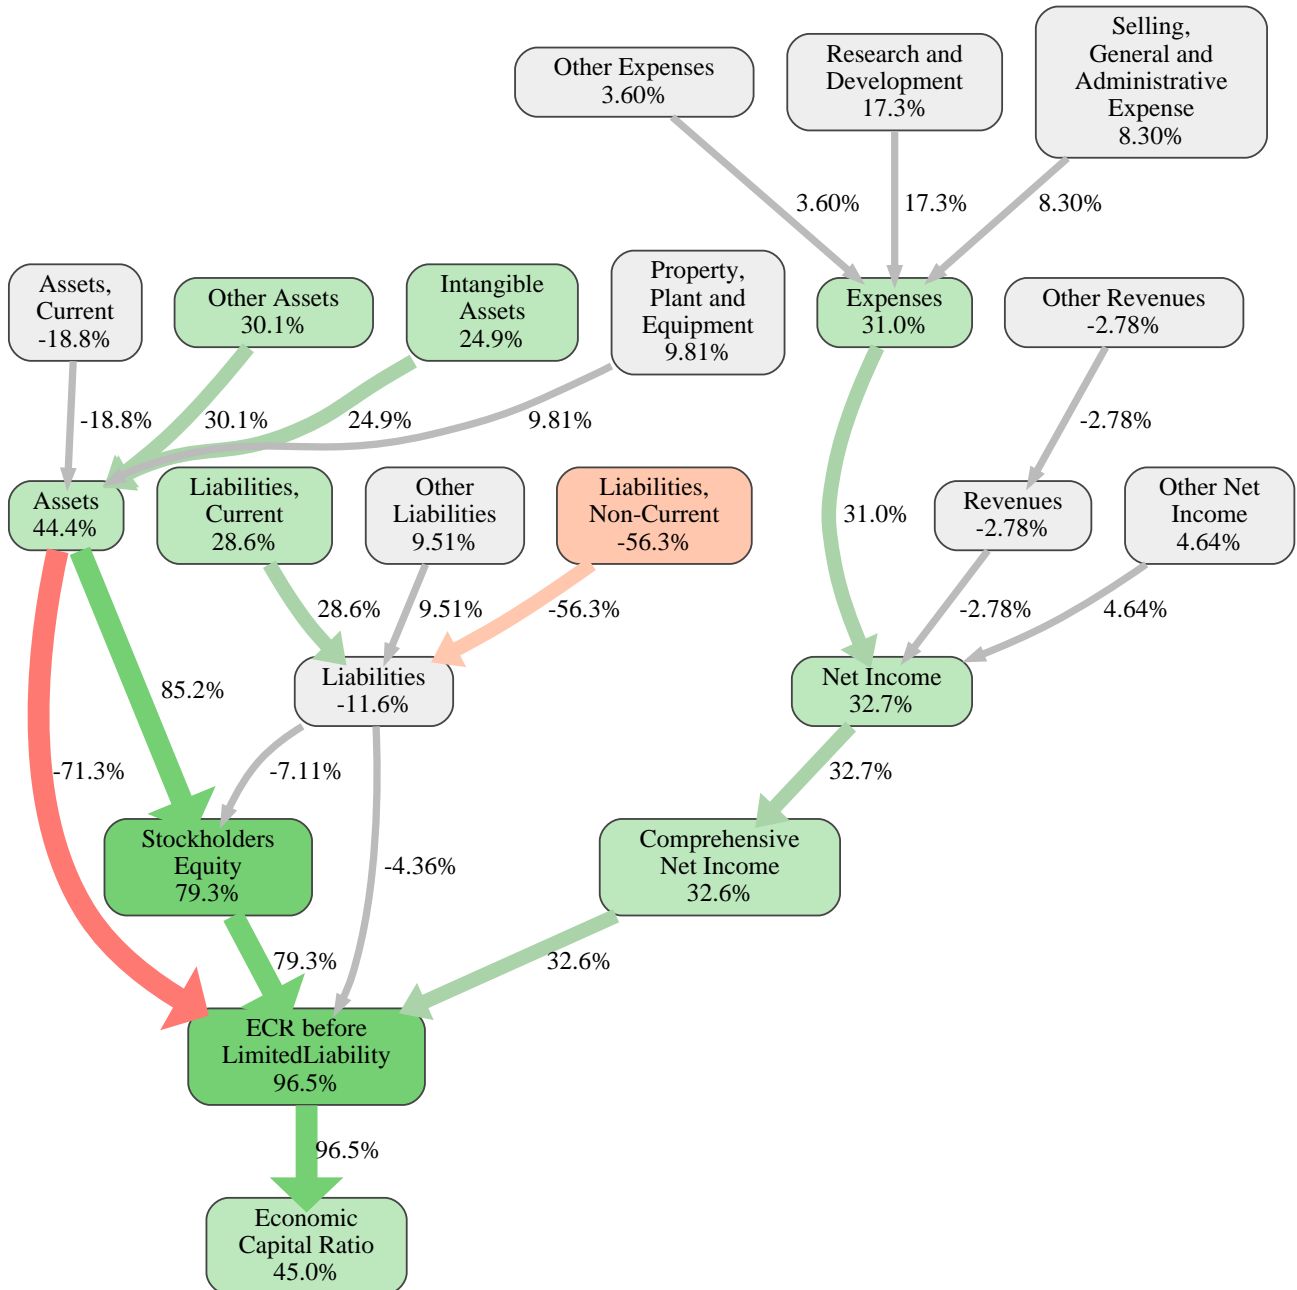 Other Expenses
3.60%
Research and
Development
17.3%
Selling,
General and
Administrative
Expense
8.30%
3.60%
17.3%
8.30%
Assets,
Current
-18.8%
Other Assets
30.1%
Intangible
Assets
24.9%
Property,
Plant and
Equipment
9.81%
Expenses
31.0%
Other Revenues
-2.78%
-18.8%
30.1%
24.9%
9.81%
-2.78%
Assets
44.4%
Liabilities,
Current
28.6%
Other
Liabilities
9.51%
Liabilities,
Non-Current
-56.3%
31.0%
Revenues
-2.78%
Other Net
Income
4.64%
28.6%
9.51%
-56.3%
-2.78%
4.64%
85.2%
Liabilities
-11.6%
Net Income
32.7%
-71.3%
-7.11%
32.7%
Stockholders
Equity
79.3%
-4.36%
Comprehensive
Net Income
32.6%
79.3%
32.6%
ECR before
LimitedLiability
96.5%
96.5%
Economic
Capital Ratio
45.0%